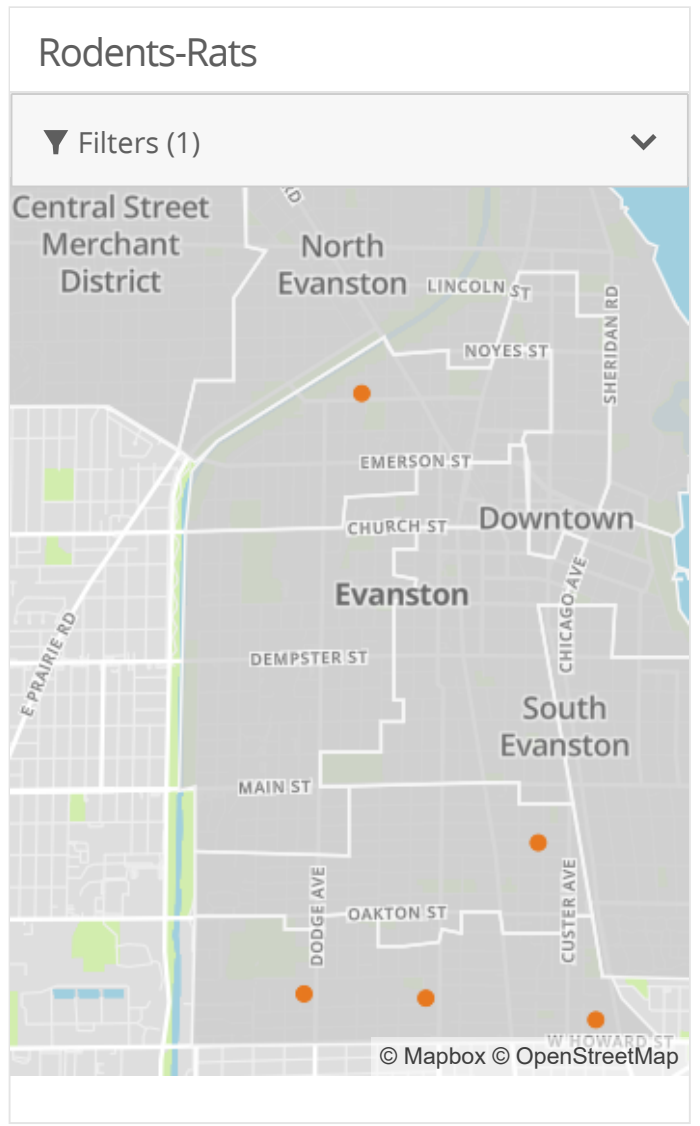 Rodents-Rats
Filters (1)
RD
Central Street
Merchant
District
North
Evanston
LINCOLN ST
SHERIDAN RD
NOYES ST
EMERSON ST
CHURCH ST
Downtown
CHICAGO AVE
Evanston
E PRAIRIE RD
DEMPSTER ST
South
Evanston
MAIN ST
DODGE AVE
CUSTER AVE
OAKTON ST
W HOWARD ST
© Mapbox © OpenStreetMap